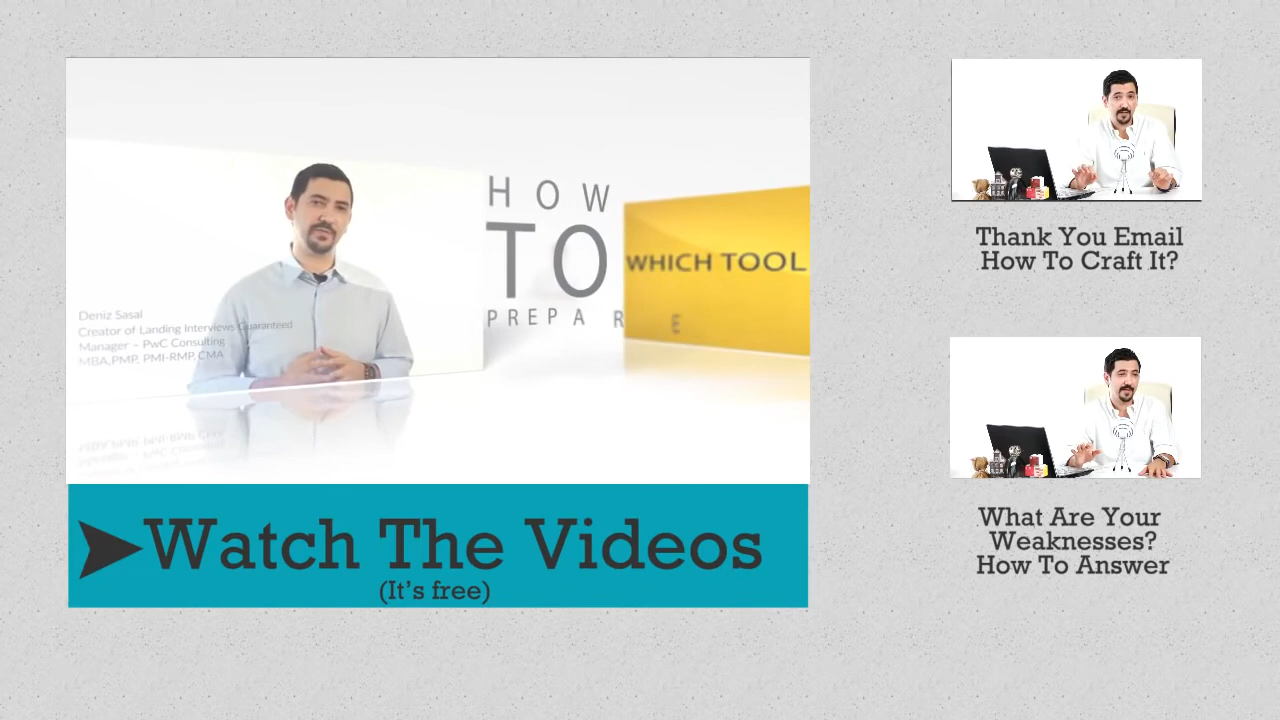 HOW
TO
PREPARE
WHICH TOOL
Deniz Sasal
Creator of Landing Interviews Guaranteed
Manager – PwC Consulting
MBA,PMP, PMI-RMP, CMA
Watch The Videos
(It's free)
Thank You Email
How To Craft It?
What Are Your
Weaknesses?
How To Answer